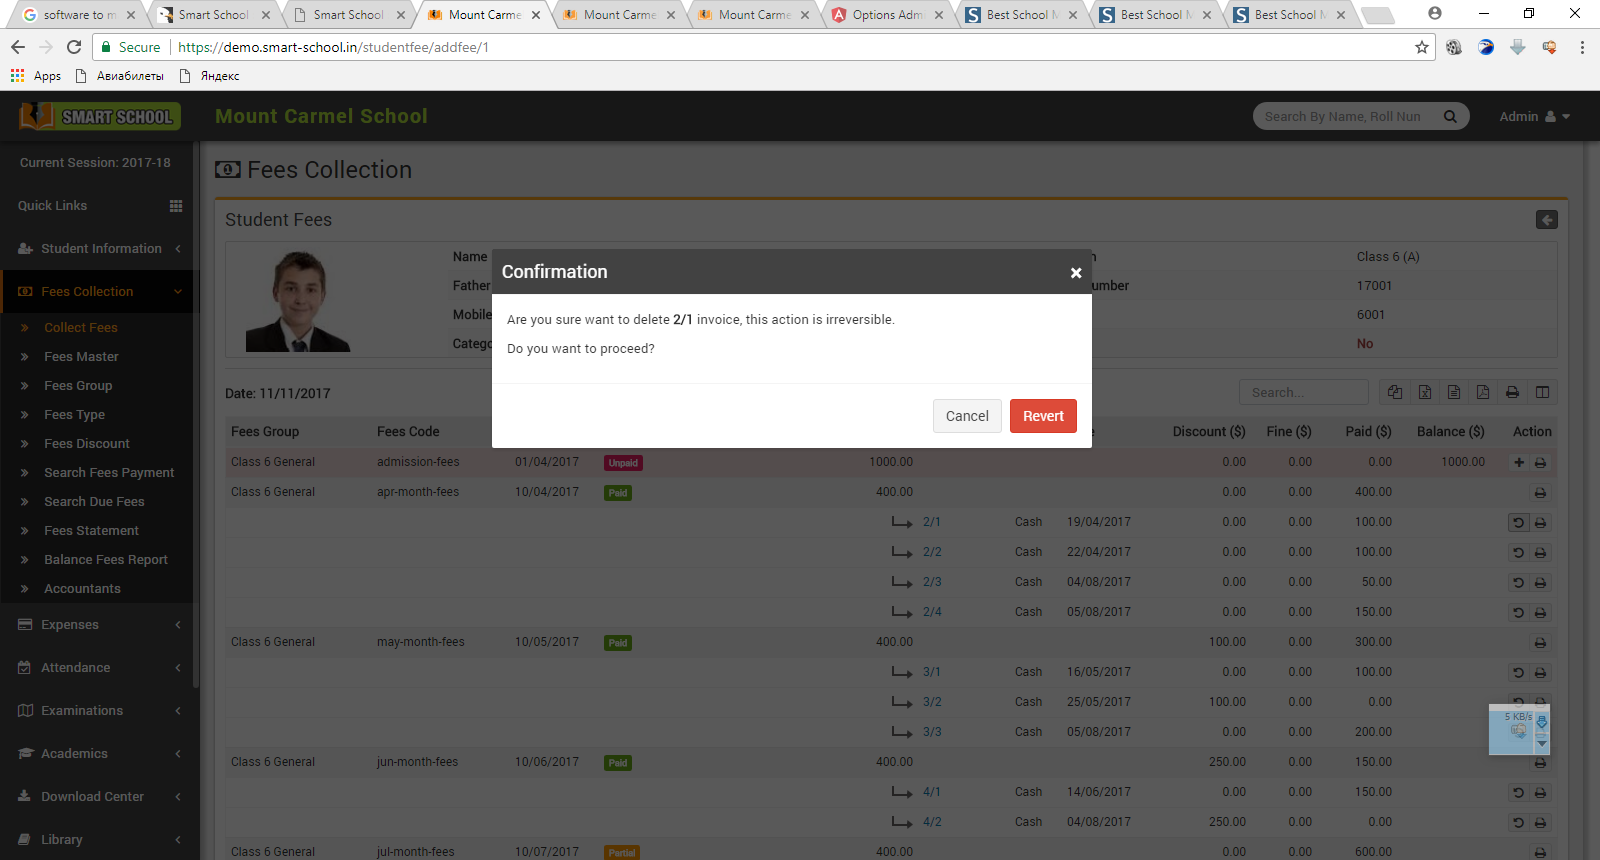 software to m
Smart School
Smart School
Mount Carme
Mount Carme
Mount Carme
Options Adm
Best School M
Best School M
Best School M
Secure https://demo.smart-school.in/studentfee/addfee/1
Apps Авиабилеты Яндекс
SMART SCHOOL Mount Carmel School Search By Name, Roll Nun Admin
Current Session: 2017-18
Quick Links
Student Information
Fees Collection
Collect Fees
Fees Master
Fees Group
Fees Type
Fees Discount
Search Fees Payment
Search Due Fees
Fees Statement
Balance Fees Report
Accountants
Expenses
Attendance
Examinations
Academics
Download Center
Library
Fees Collection
Student Fees
Name Class 6 (A)
Father umber 17001
Mobile 6001
Catego No
Confirmation
Are you sure want to delete 2/1 invoice, this action is irreversible.
Do you want to proceed?
Cancel Revert
Date: 11/11/2017 Search...
Fees Group Fees Code Discount ($) Fine ($) Paid ($) Balance ($) Action
Class 6 General admission-fees 01/04/2017 Unpaid 1000.00 0.00 0.00 0.00 1000.00
Class 6 General apr-month-fees 10/04/2017 Paid 400.00 0.00 0.00 400.00
2/1 Cash 19/04/2017 0.00 0.00 100.00
2/2 Cash 22/04/2017 0.00 0.00 100.00
2/3 Cash 04/08/2017 0.00 0.00 50.00
2/4 Cash 05/08/2017 0.00 0.00 150.00
Class 6 General may-month-fees 10/05/2017 Paid 400.00 100.00 0.00 300.00
3/1 Cash 16/05/2017 0.00 0.00 100.00
3/2 Cash 25/05/2017 100.00 0.00 0.00
5 KB/s
3/3 Cash 05/08/2017 0.00 0.00 200.00
Class 6 General jun-month-fees 10/06/2017 Paid 400.00 250.00 0.00 150.00
4/1 Cash 14/06/2017 0.00 0.00 150.00
4/2 Cash 04/08/2017 250.00 0.00 0.00
Class 6 General jul-month-fees 10/07/2017 Partial 400.00 0.00 0.00 600.00